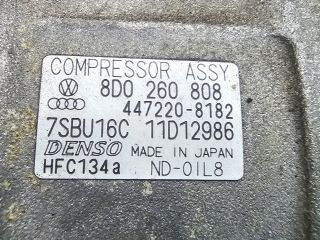 COMPRESSOR ASSY
8D0 260 808
447220-8182
7SBU16C 11D12986
DENSO MADE IN JAPAN
HFC134a ND-OIL8